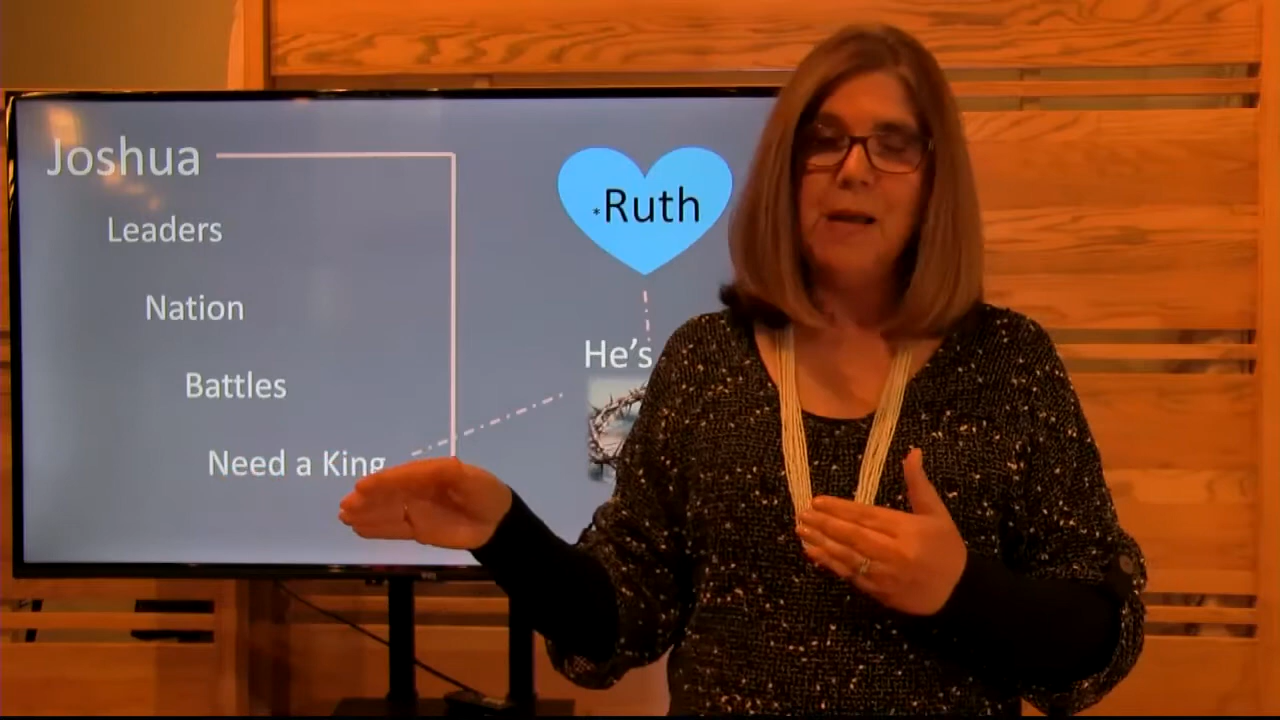 Joshua
Leaders
Nation
Battles
Need a King
*Ruth
He's